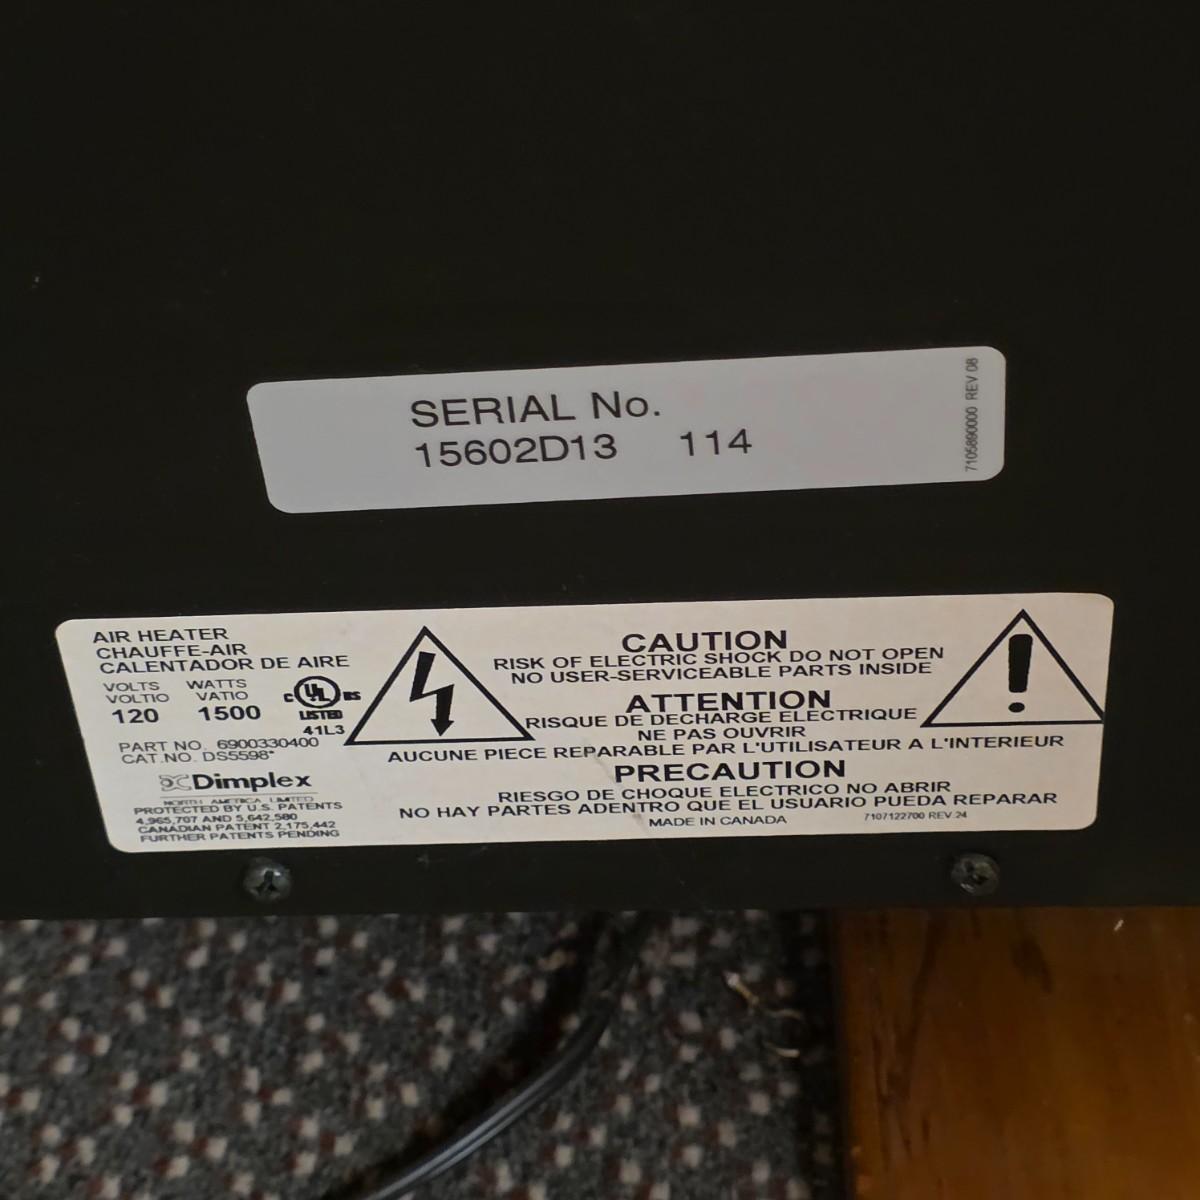 SERIAL No.
15602D13 114
7105890000 REV 08
AIR HEATER
CHAUFFE-AIR
CALENTADOR DE AIRE
VOLTS WATTS
VOLTIO VATIO
120 1500
C UL US
LISTED
41L3
PART NO. 6900330400
CAT.NO. DS5598*
Dimplex
NORTH AMERICA LIMITED
PROTECTED BY U.S. PATENTS
4,965,707 AND 5,642,580
CANADIAN PATENT 2,175,442
FURTHER PATENTS PENDING
CAUTION
RISK OF ELECTRIC SHOCK DO NOT OPEN
NO USER-SERVICEABLE PARTS INSIDE
ATTENTION
RISQUE DE DECHARGE ELECTRIQUE
NE PAS OUVRIR
AUCUNE PIECE REPARABLE PAR L'UTILISATEUR A L'INTERIEUR
PRECAUTION
RIESGO DE CHOQUE ELECTRICO NO ABRIR
NO HAY PARTES ADENTRO QUE EL USUARIO PUEDA REPARAR
MADE IN CANADA
7107122700 REV.24